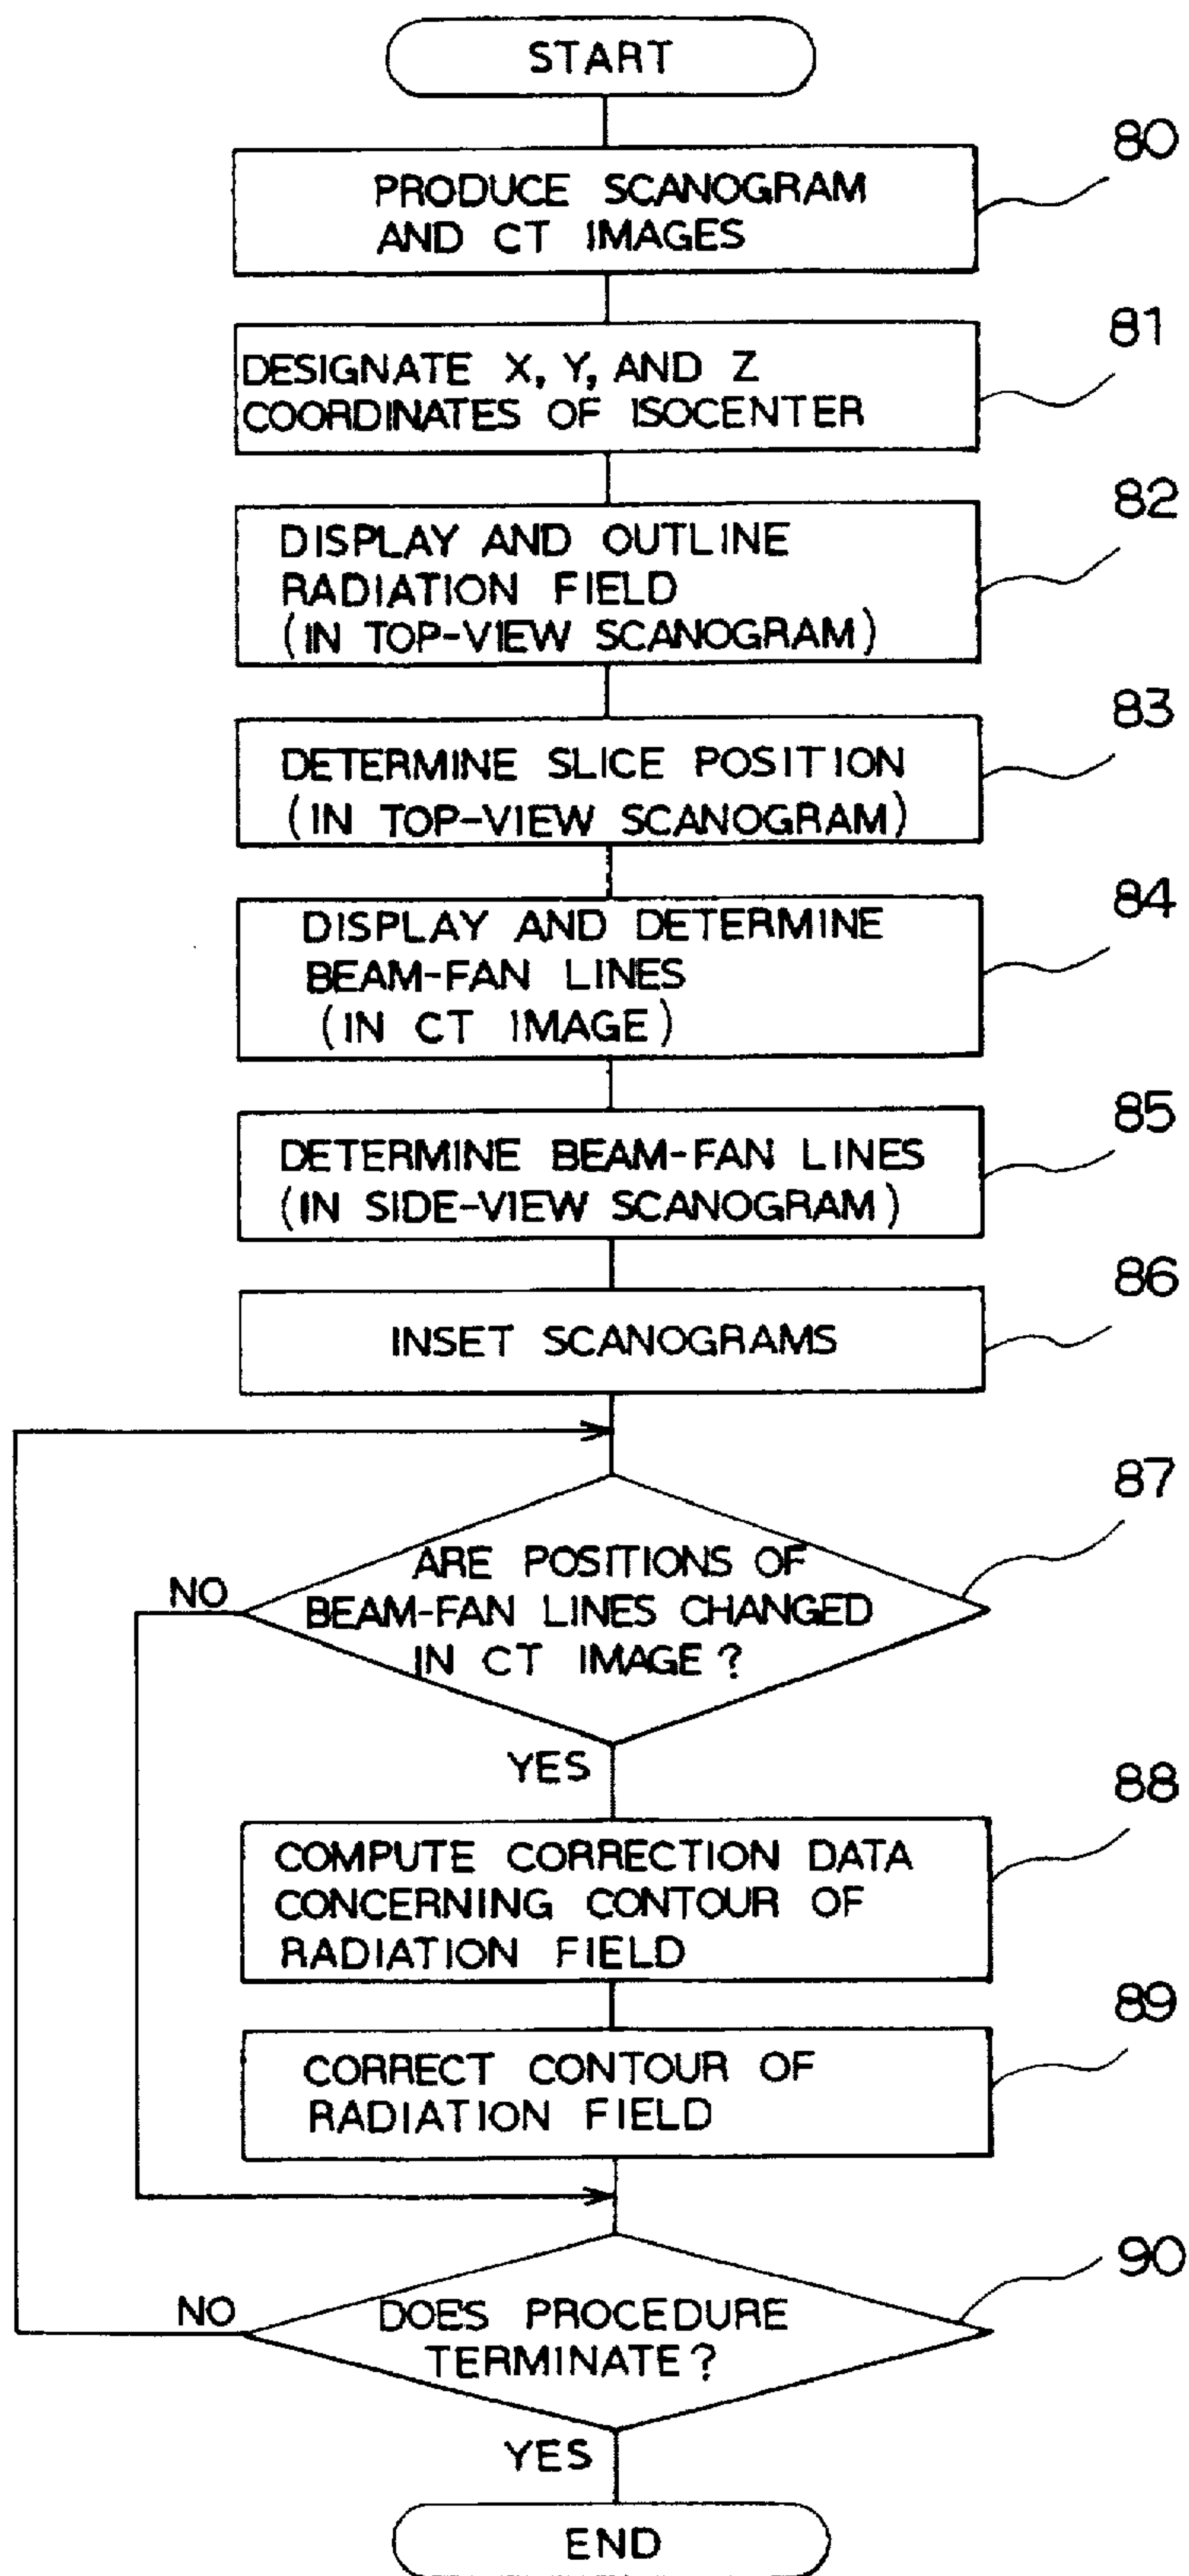 START
80
PRODUCE SCANOGRAM
AND CT IMAGES
81
DESIGNATE X, Y, AND Z
COORDINATES OF ISOCENTER
82
DISPLAY AND OUTLINE
RADIATION FIELD
(IN TOP-VIEW SCANOGRAM)
83
DETERMINE SLICE POSITION
(IN TOP-VIEW SCANOGRAM)
84
DISPLAY AND DETERMINE
BEAM-FAN LINES
(IN CT IMAGE)
85
DETERMINE BEAM-FAN LINES
(IN SIDE-VIEW SCANOGRAM)
86
INSET SCANOGRAMS
87
ARE POSITIONS OF
BEAM-FAN LINES CHANGED
IN CT IMAGE?
NO
YES
88
COMPUTE CORRECTION DATA
CONCERNING CONTOUR OF
RADIATION FIELD
89
CORRECT CONTOUR OF
RADIATION FIELD
90
NO
DOES PROCEDURE
TERMINATE?
YES
END